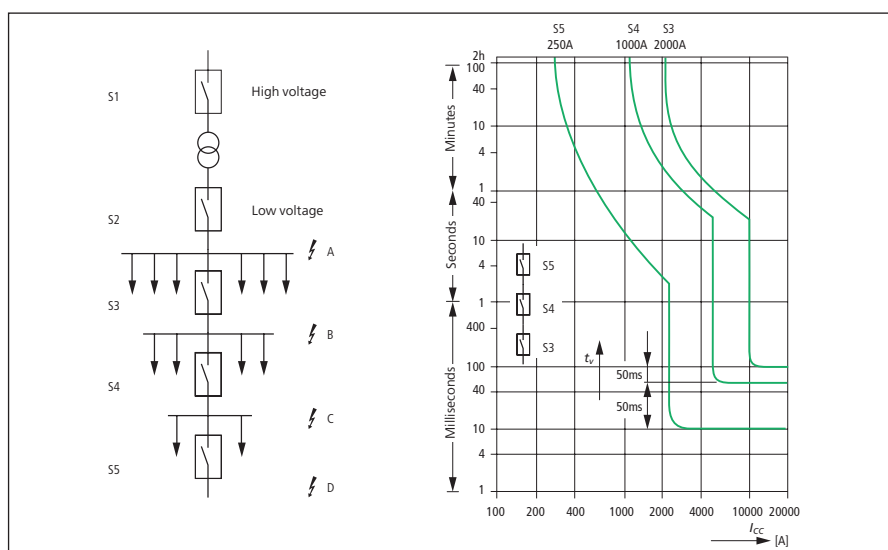 S1
High voltage
S2
Low voltage
A
S3
B
S4
C
S5
D
S5 S4 S3
250A 1000A 2000A
2h
100
40
10
4
1
40
10
4
1
400
100
40
10
4
1
Minutes
Seconds
Milliseconds
S5
S4
S3
tv
50ms
50ms
100 200 400 1000 2000 4000 10000 20000
ICC [A]